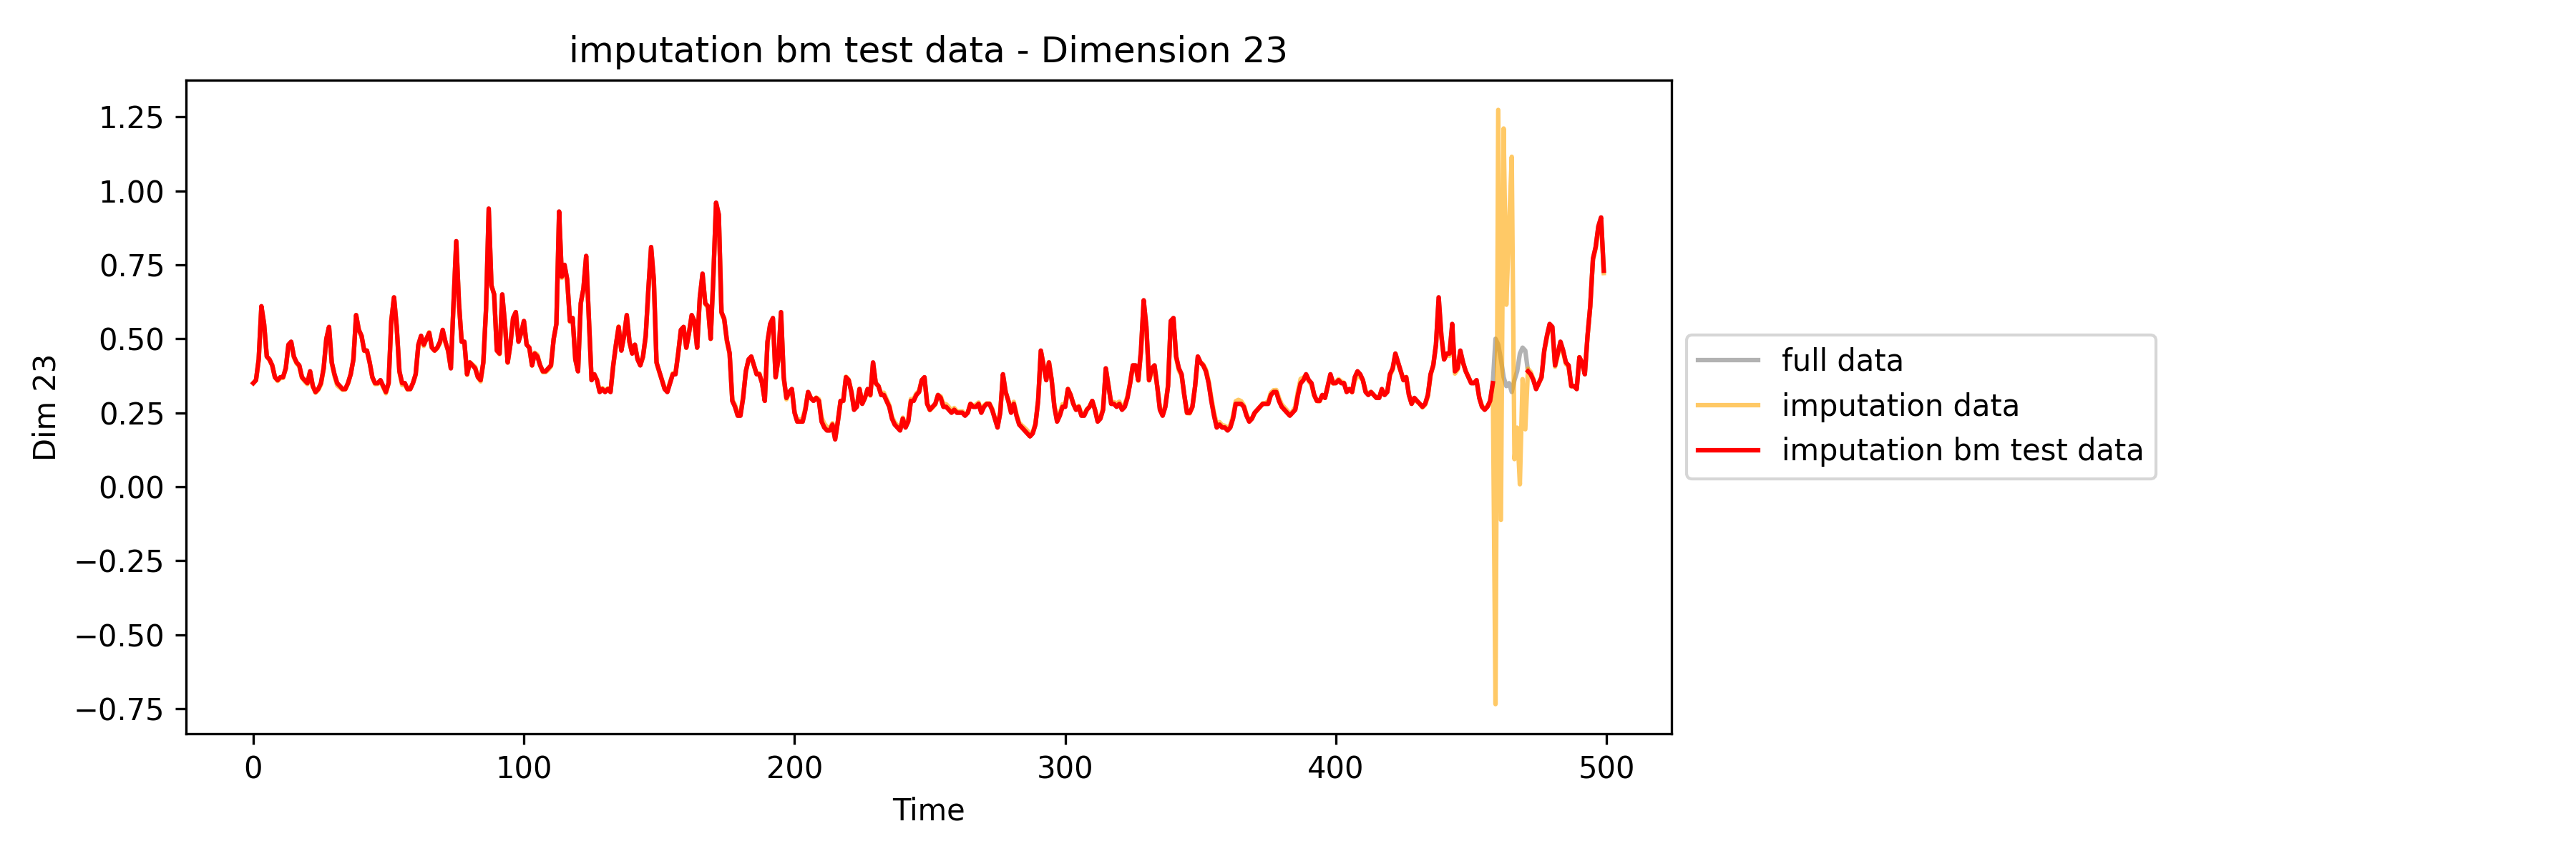 imputation bm test data - Dimension 23
1.25
1.00
0.75
0.50
0.25
0.00
−0.25
−0.50
−0.75
Dim 23
0 100 200 300 400 500
Time
full data
imputation data
imputation bm test data